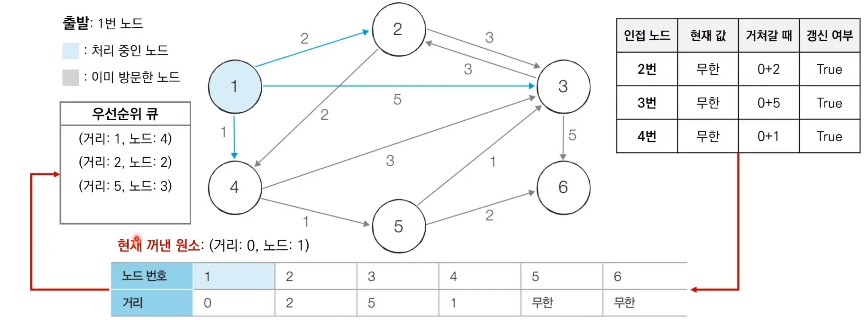 출발: 1번 노드
: 처리 중인 노드
: 이미 방문한 노드
우선순위 큐
(거리: 1, 노드: 4)
(거리: 2, 노드: 2)
(거리: 5, 노드: 3)
1
2
3
4
5
6
2
3
3
5
2
1
3
1
1
2
5
인접 노드 현재 값 거쳐갈 때 갱신 여부
2번 무한 0+2 True
3번 무한 0+5 True
4번 무한 0+1 True
현재 꺼낸 원소: (거리: 0, 노드: 1)
노드 번호 1 2 3 4 5 6
거리 0 2 5 1 무한 무한